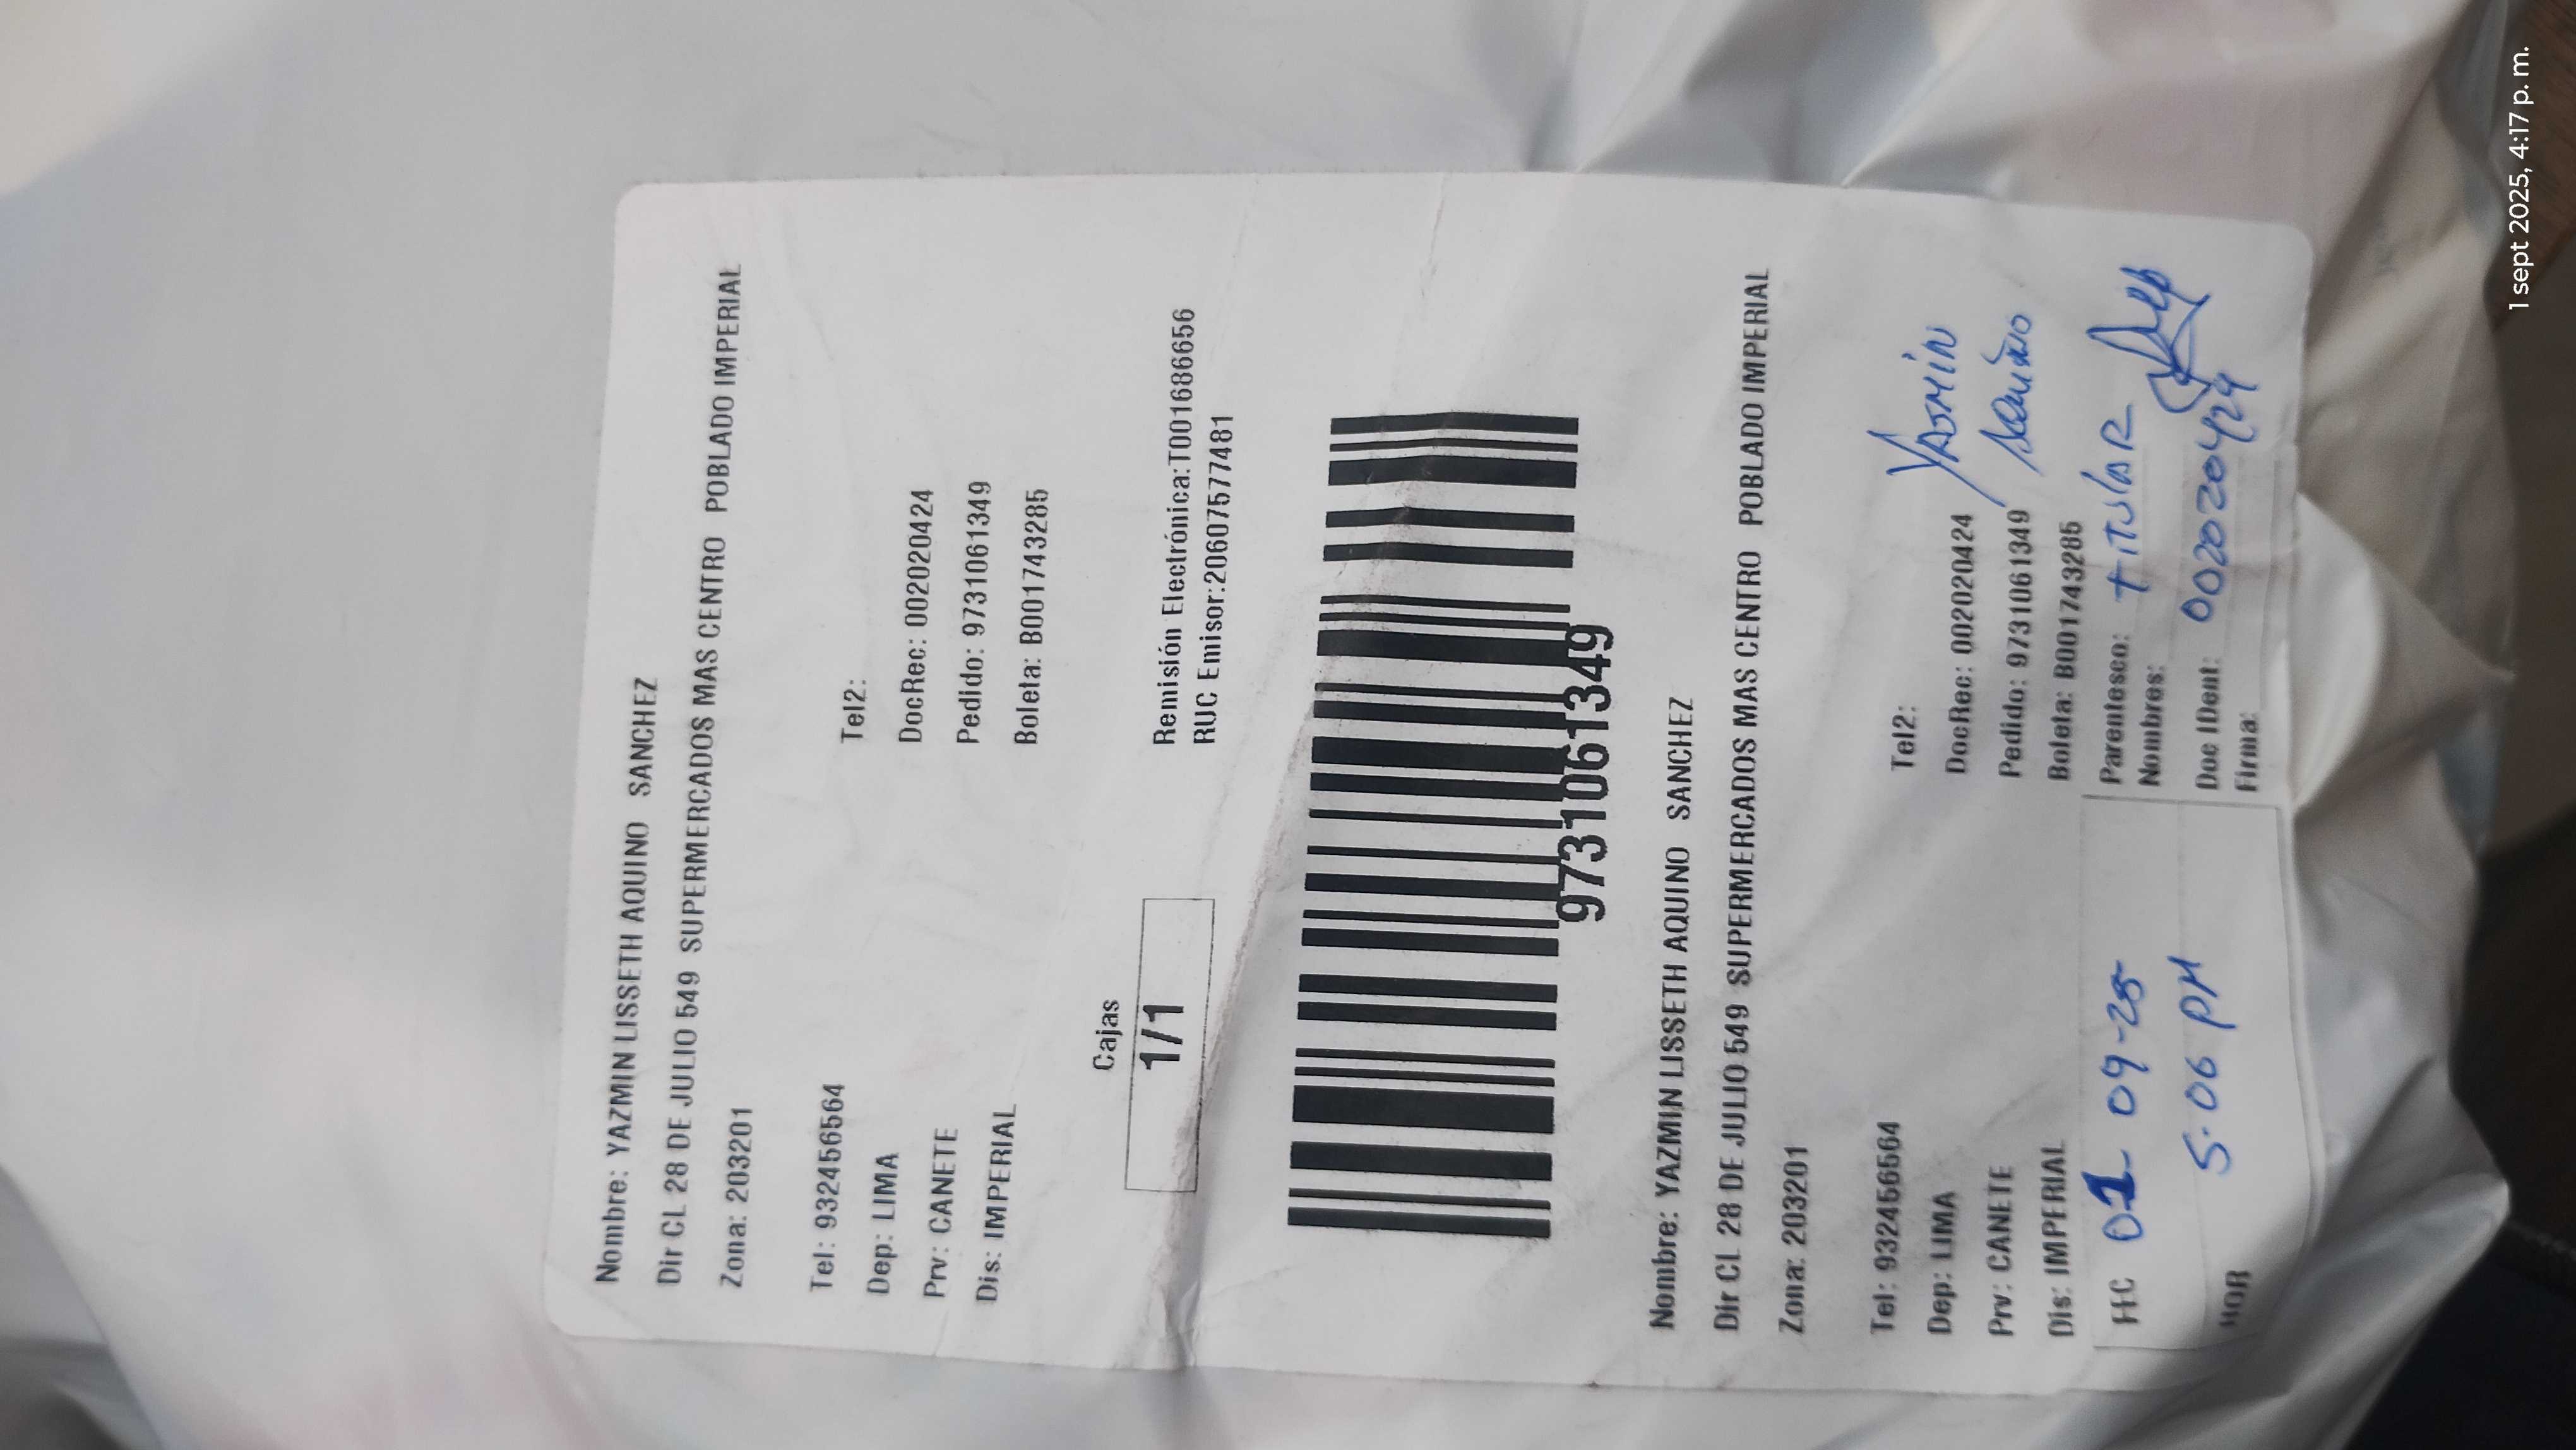 Nombre: YAZMIN LISSETH AQUINO SANCHEZ
Dir CL 28 DE JULIO 549 SUPERMERCADOS MAS CENTRO POBLADO IMPERIAL
Zona: 203201
Tel: 932456564 Tel2:
Dep: LIMA DocRec: 002020424
Prv: CANETE Pedido: 9731061349
Dis: IMPERIAL Boleta: B001743285
Cajas
1/1
Remisión Electrónica:T001686656
RUC Emisor:20607577481
9731061349
Nombre: YAZMIN LISSETH AQUINO SANCHEZ
Dir CL 28 DE JULIO 549 SUPERMERCADOS MAS CENTRO POBLADO IMPERIAL
Zona: 203201
Tel: 932456564 Tel2:
Dep: LIMA DocRec: 002020424
Prv: CANETE Pedido: 9731061349
Dis: IMPERIAL Boleta: B001743285
Yasmin
FEC 01-09-25 Parentesco: titulAR
Nombres:
HOR 5.06 PM Doc IDent: 002020424
Firma:
1 sept 2025, 4:17 p. m.